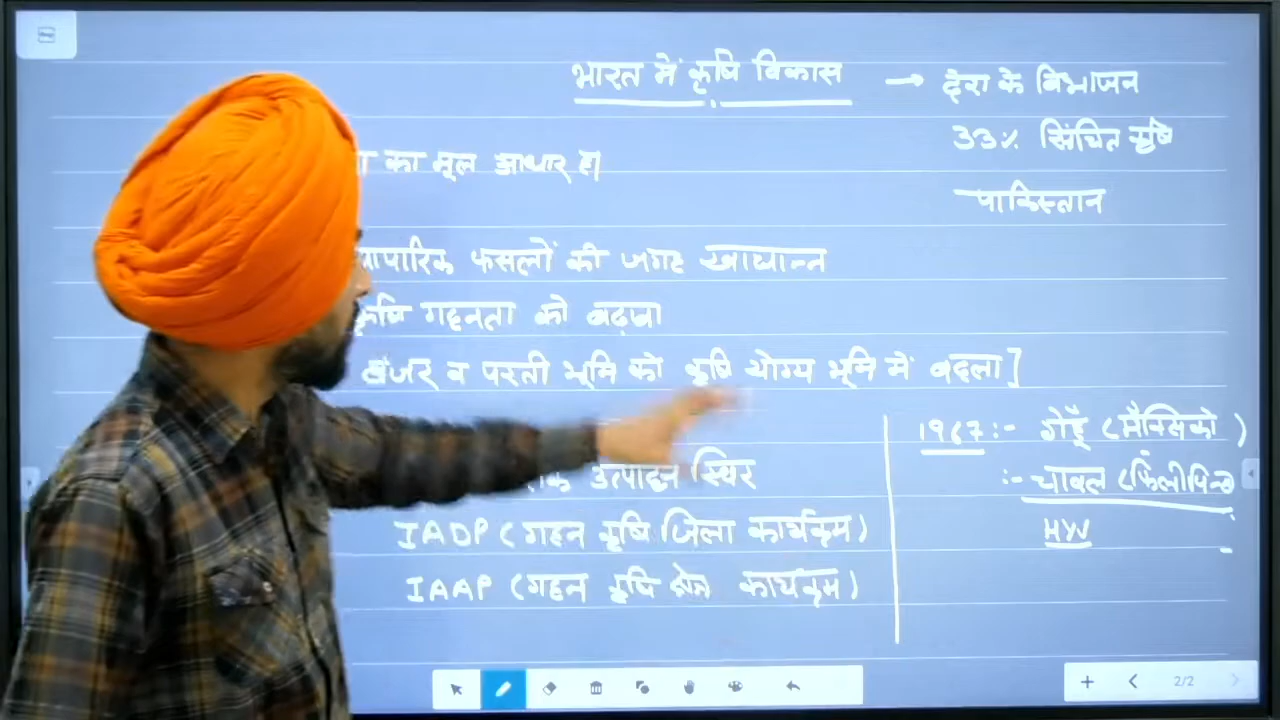 भारत में कृषि विकास → देश के विभाजन
33% सिंचित कृषि
पाकिस्तान
का मूल आधार है।
व्यापारिक फसलों की जगह खाद्यान्न
कृषि गहनता को बढ़ाया
बंजर व परती भूमि को कृषि योग्य भूमि में बदला]
उत्पादन स्थिर
IADP (गहन कृषि जिला कार्यक्रम)
IAAP (गहन कृषि क्षेत्र कार्यक्रम)
1967:- गेहूँ (मैक्सिको)
:- चावल (फिलीपिन्स
HYV
2/2